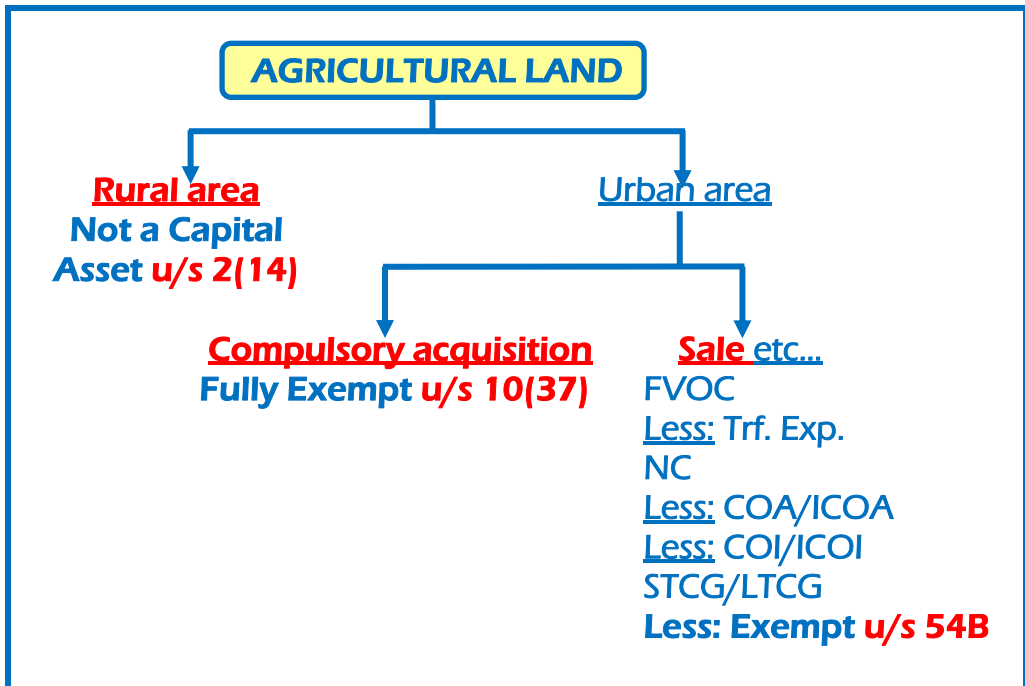 AGRICULTURAL LAND
Rural area
Not a Capital
Asset u/s 2(14)
Urban area
Compulsory acquisition
Fully Exempt u/s 10(37)
Sale etc...
FVOC
Less: Trf. Exp.
NC
Less: COA/ICOA
Less: COI/ICOI
STCG/LTCG
Less: Exempt u/s 54B